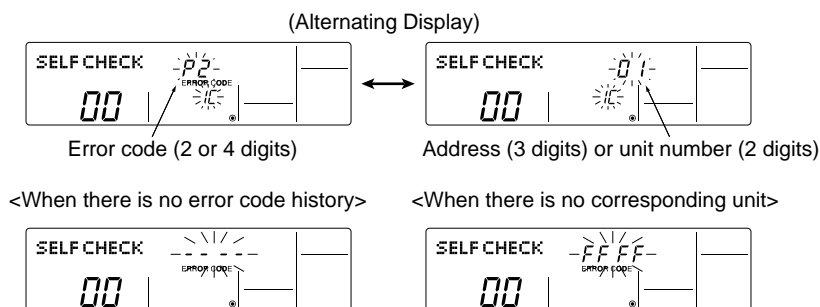 (Alternating Display)
SELF CHECK
P2
ERROR CODE
IC
00
SELF CHECK
01
IC
00
Error code (2 or 4 digits)
Address (3 digits) or unit number (2 digits)
<When there is no error code history>
<When there is no corresponding unit>
SELF CHECK
-- --
ERROR CODE
00
SELF CHECK
FFFF
ERROR CODE
00